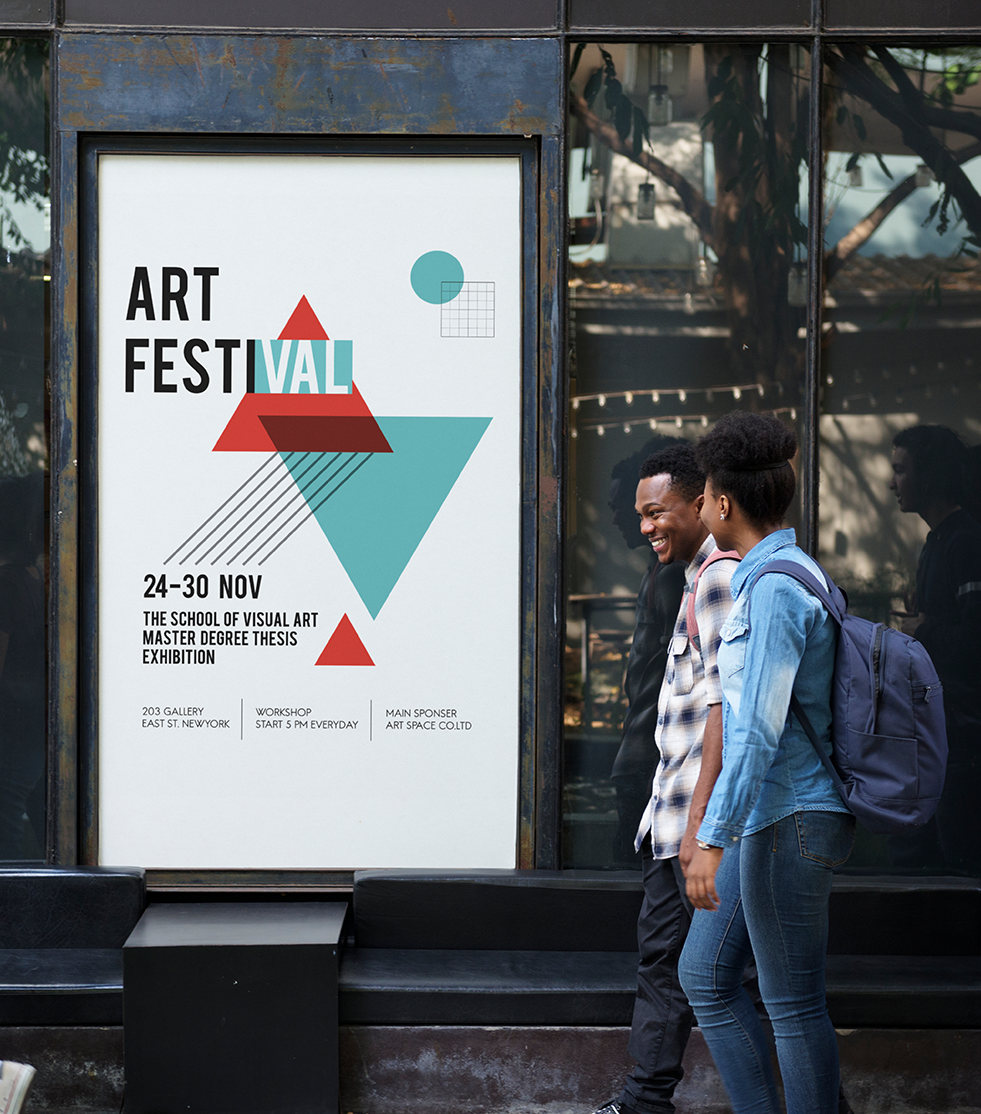 ART
FESTIVAL
24-30 NOV
THE SCHOOL OF VISUAL ART
MASTER DEGREE THESIS
EXHIBITION
203 GALLERY
EAST ST. NEWYORK
WORKSHOP
START 5 PM EVERYDAY
MAIN SPONSER
ART SPACE CO.LTD